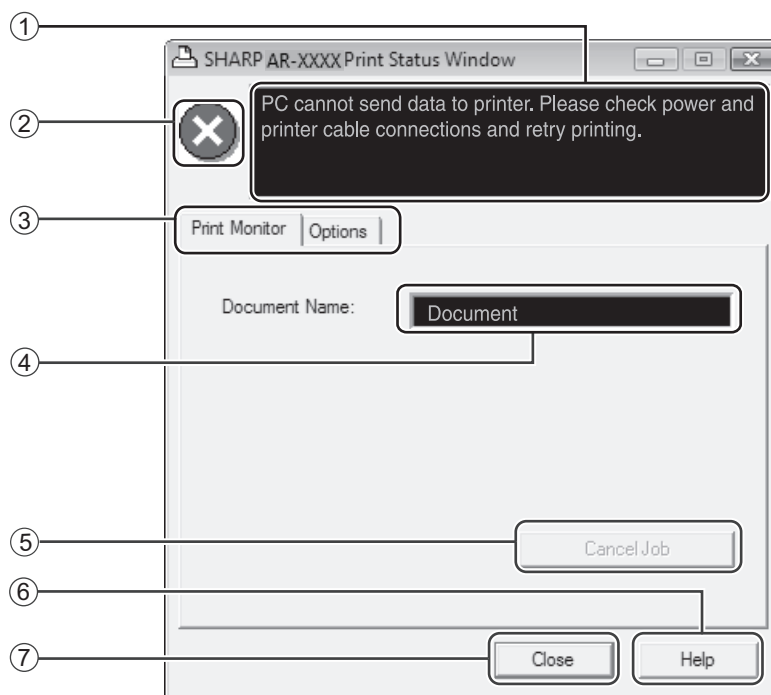 ①
SHARP AR-XXXX Print Status Window
②
PC cannot send data to printer. Please check power and
printer cable connections and retry printing.
③
Print Monitor Options
Document Name: Document
④
⑤
Cancel Job
⑥
⑦
Close Help